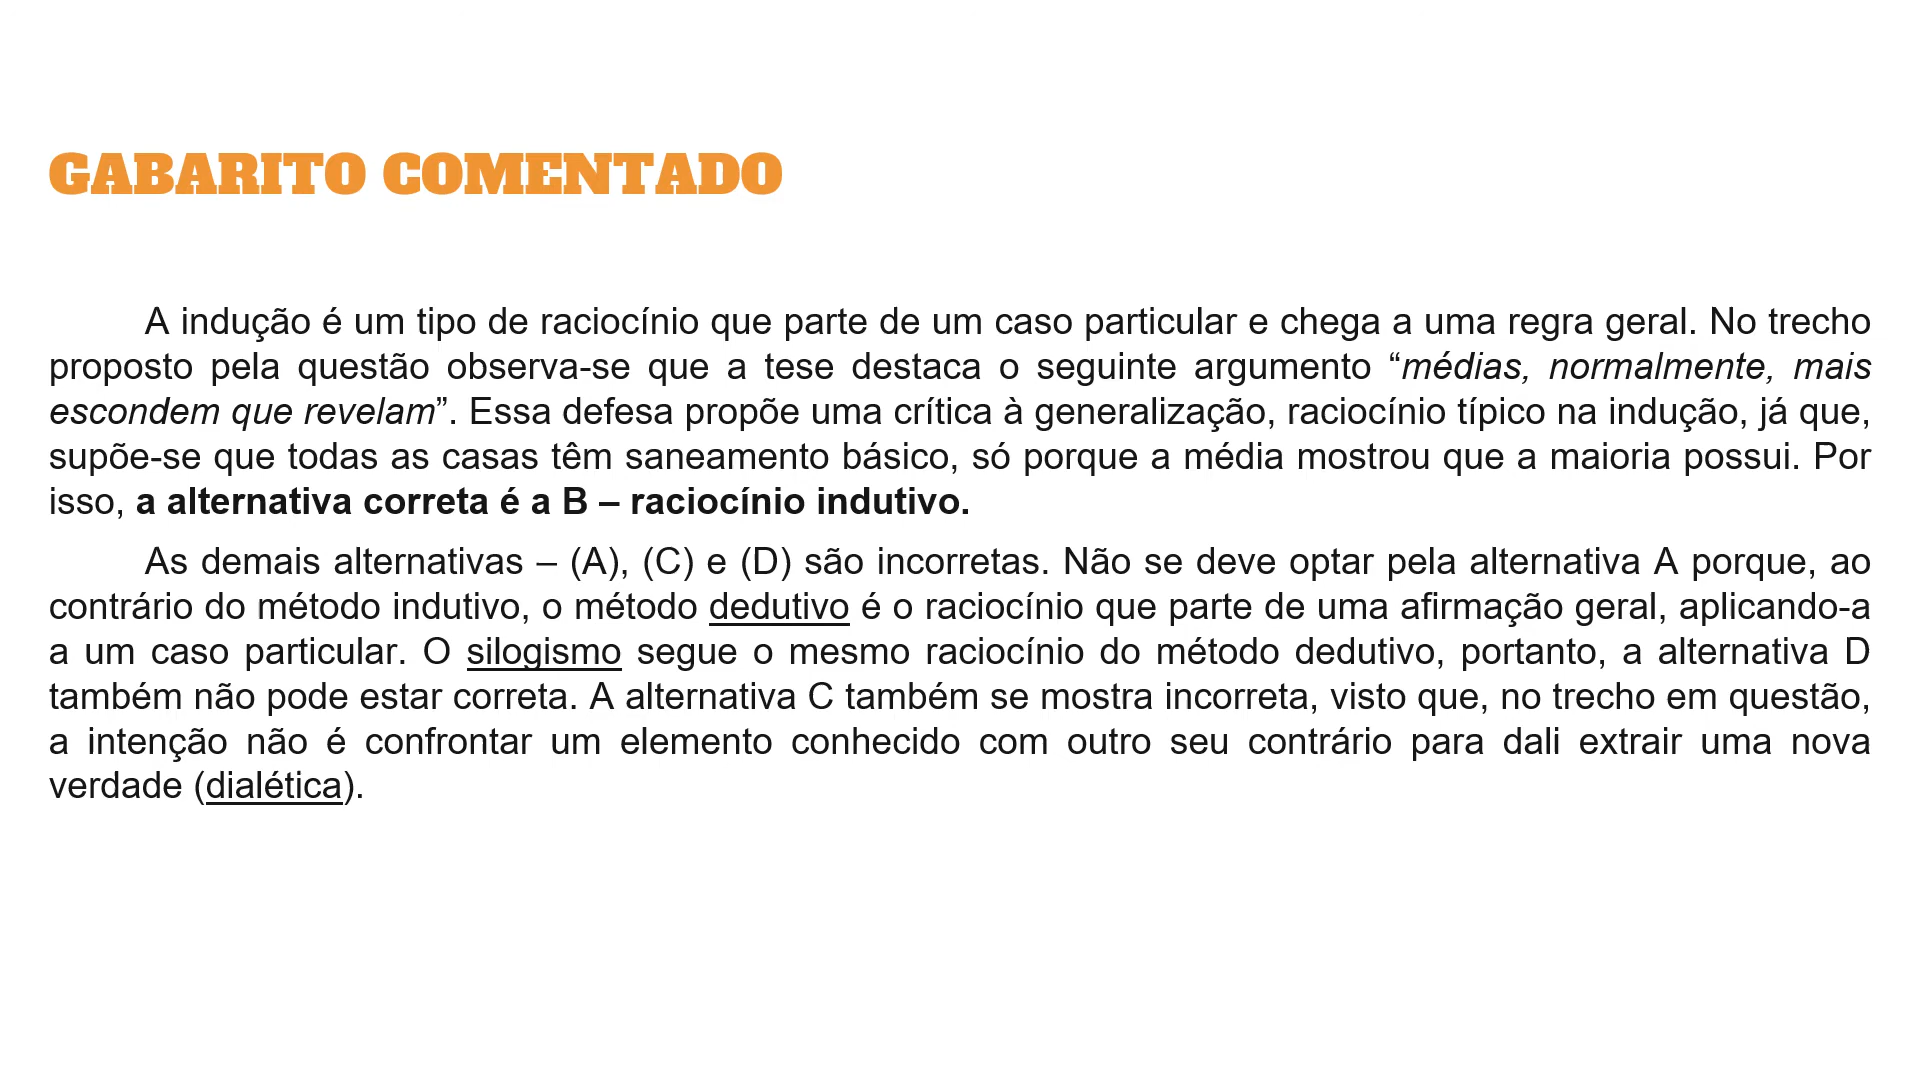 GABARITO COMENTADO
A indução é um tipo de raciocínio que parte de um caso particular e chega a uma regra geral. No trecho
proposto pela questão observa-se que a tese destaca o seguinte argumento “médias, normalmente, mais
escondem que revelam”. Essa defesa propõe uma crítica à generalização, raciocínio típico na indução, já que,
supõe-se que todas as casas têm saneamento básico, só porque a média mostrou que a maioria possui. Por
isso, a alternativa correta é a B – raciocínio indutivo.
As demais alternativas – (A), (C) e (D) são incorretas. Não se deve optar pela alternativa A porque, ao
contrário do método indutivo, o método dedutivo é o raciocínio que parte de uma afirmação geral, aplicando-a
a um caso particular. O silogismo segue o mesmo raciocínio do método dedutivo, portanto, a alternativa D
também não pode estar correta. A alternativa C também se mostra incorreta, visto que, no trecho em questão,
a intenção não é confrontar um elemento conhecido com outro seu contrário para dali extrair uma nova
verdade (dialética).